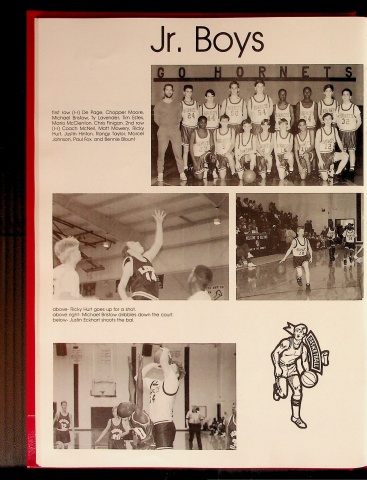 Jr. Boys
GO HORNETS
first row (l-r) De Page, Chopper Moore,
Michael Bristow, Ty Lavender, Tim Estes,
Mario McClenton, Chris Finigan. 2nd row
(l-r) Coach McNeil, Matt Mowery, Ricky
Hurt, Justin Hinton, Randy Taylor, Marcel
Johnson, Paul Fox, and Bennie Blount
above- Ricky Hurt goes up for a shot.
above right- Michael Bristow dribbles down the court.
below- Justin Eckhart shoots the ball.